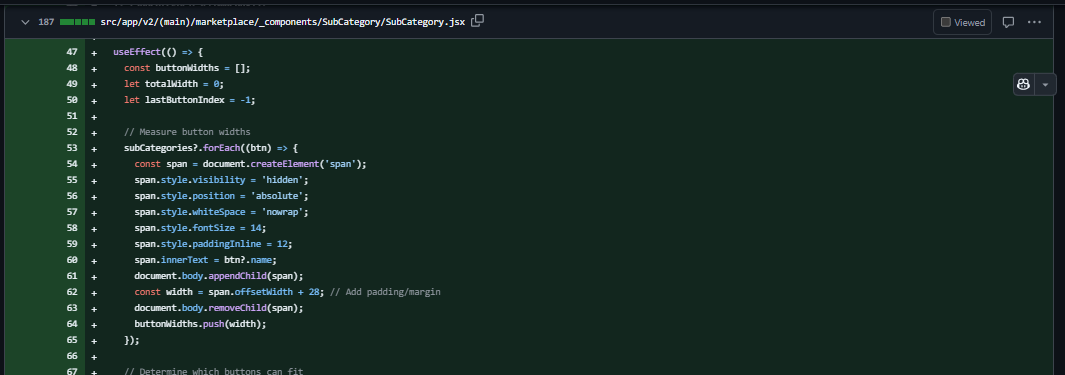 187 src/app/v2/(main)/marketplace/_components/SubCategory/SubCategory.jsx Viewed
47 + useEffect(() => {
48 + const buttonWidths = [];
49 + let totalWidth = 0;
50 + let lastButtonIndex = -1;
51 +
52 + // Measure button widths
53 + subCategories?.forEach((btn) => {
54 + const span = document.createElement('span');
55 + span.style.visibility = 'hidden';
56 + span.style.position = 'absolute';
57 + span.style.whiteSpace = 'nowrap';
58 + span.style.fontSize = 14;
59 + span.style.paddingInline = 12;
60 + span.innerText = btn?.name;
61 + document.body.appendChild(span);
62 + const width = span.offsetWidth + 28; // Add padding/margin
63 + document.body.removeChild(span);
64 + buttonWidths.push(width);
65 + });
66 +
67 + // Determine which buttons can fit